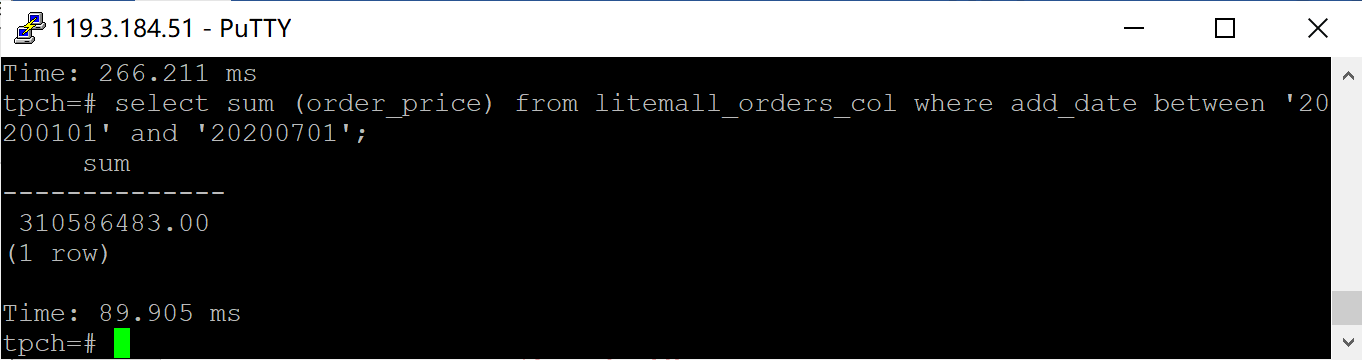 119.3.184.51 - PuTTY
Time: 266.211 ms
tpch=# select sum (order_price) from litemall_orders_col where add_date between '20
200101' and '20200701';
     sum
--------------
 310586483.00
(1 row)

Time: 89.905 ms
tpch=#